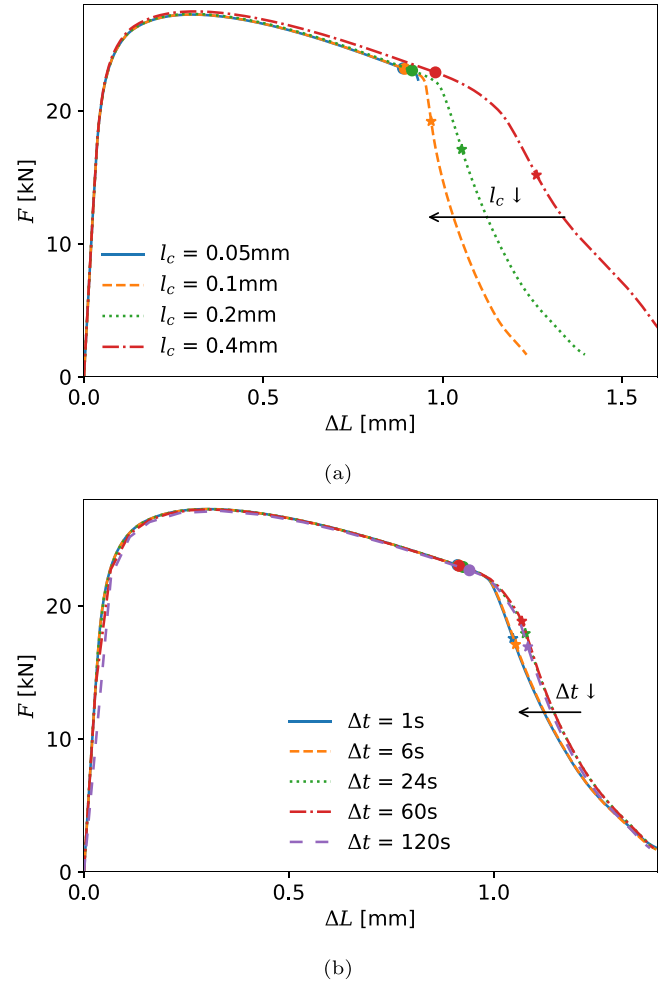 F [kN]
20
10
0
l_c ↓
l_c = 0.05mm
l_c = 0.1mm
l_c = 0.2mm
l_c = 0.4mm
0.0 0.5 1.0 1.5
ΔL [mm]
(a)
F [kN]
20
10
0
Δt ↓
Δt = 1s
Δt = 6s
Δt = 24s
Δt = 60s
Δt = 120s
0.0 0.5 1.0
ΔL [mm]
(b)